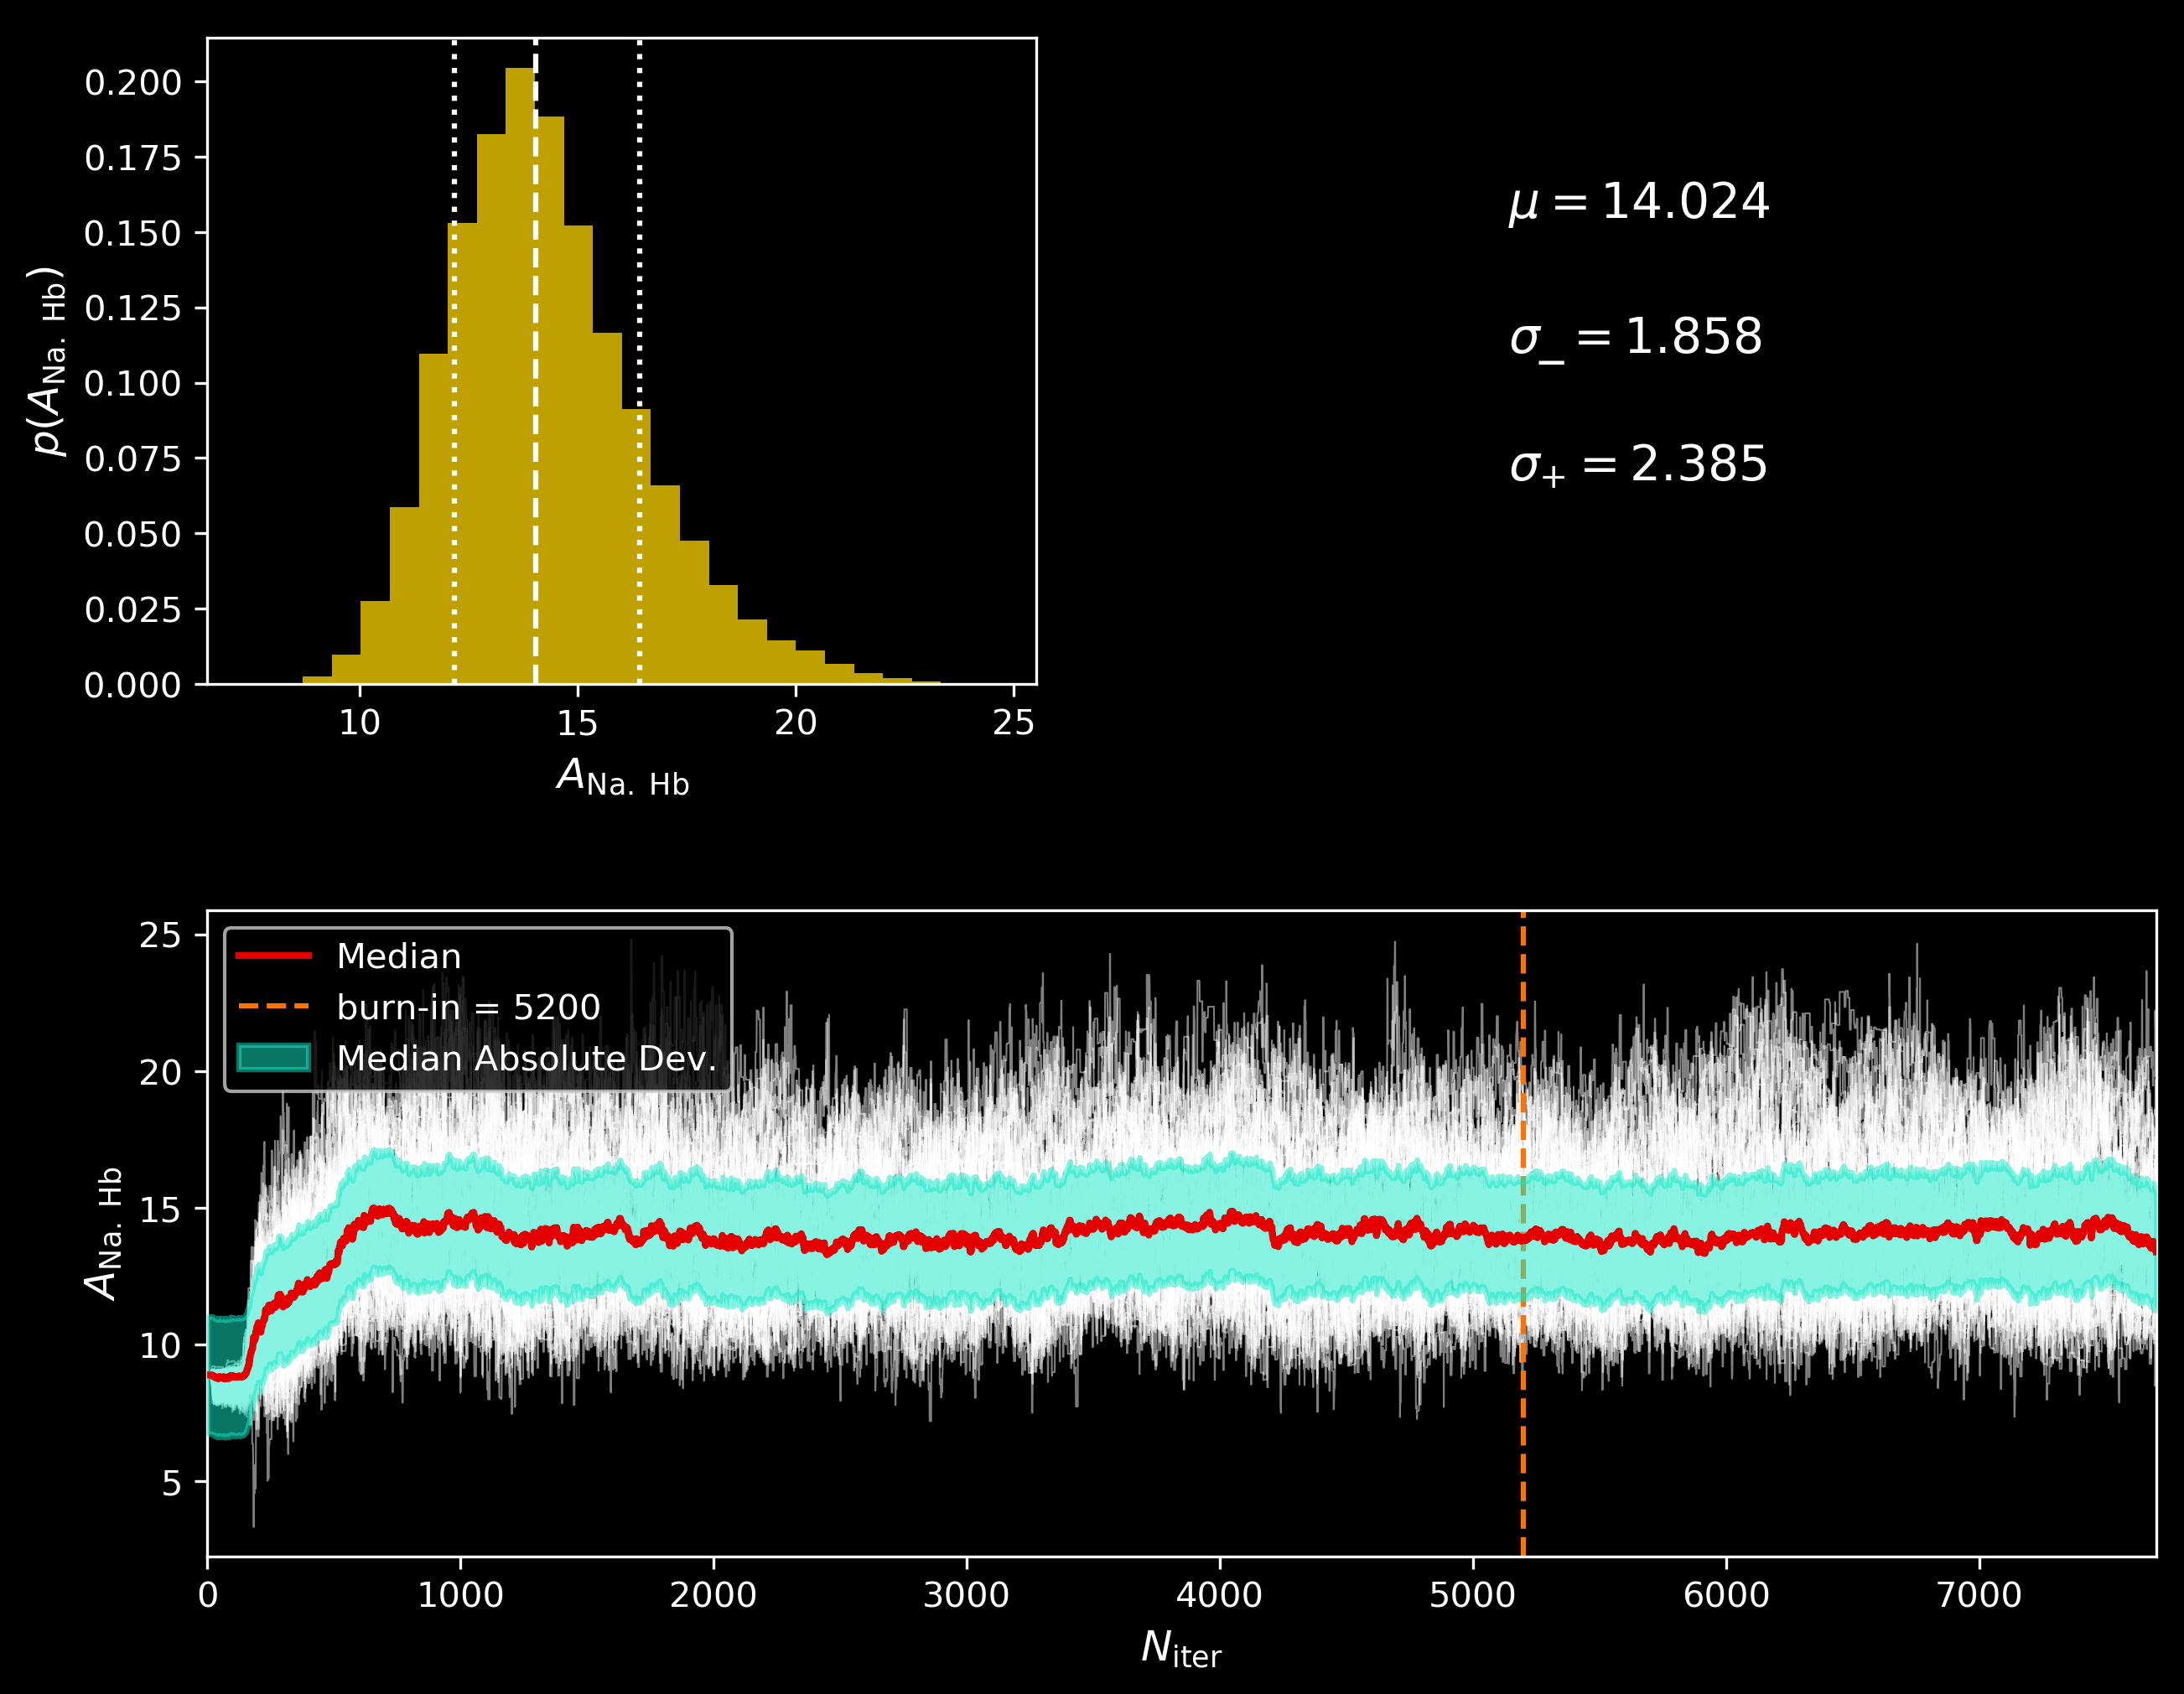 0.200
0.175
0.150
0.125
0.100
0.075
0.050
0.025
0.000
p(A_Na. Hb)
10 15 20 25
A_Na. Hb
μ = 14.024
σ_− = 1.858
σ_+ = 2.385
25
20
15
10
5
A_Na. Hb
Median
burn-in = 5200
Median Absolute Dev.
0 1000 2000 3000 4000 5000 6000 7000
N_iter